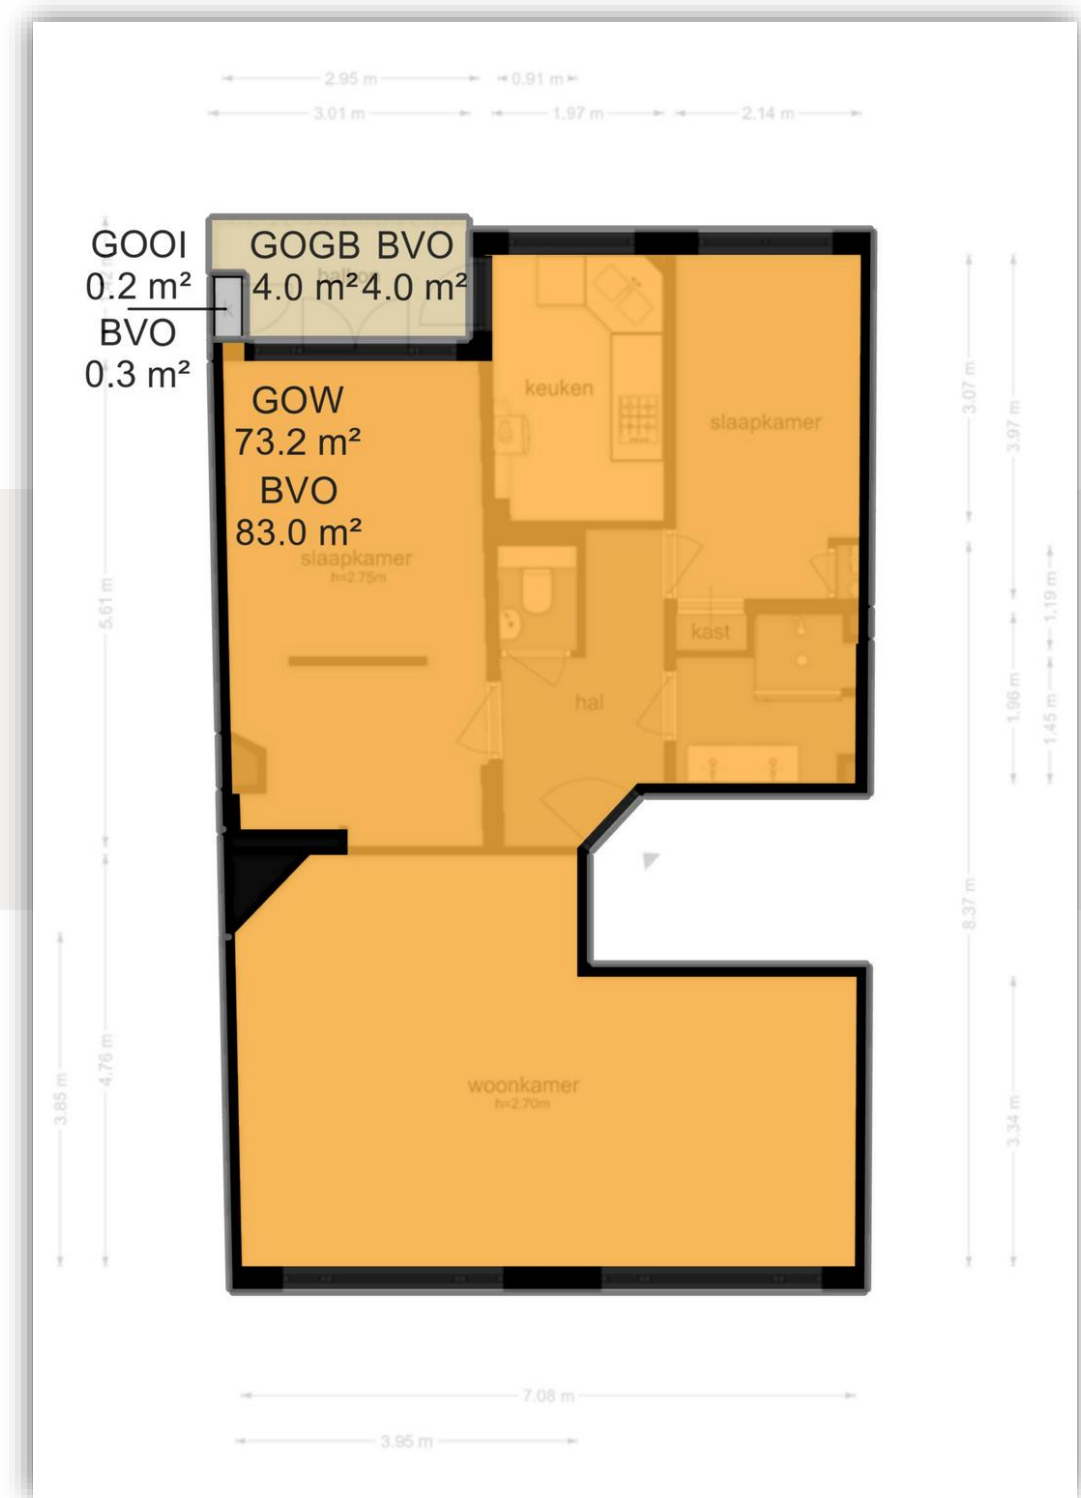 2.95 m
0.91 m
3.01 m
1.97 m
2.14 m
GOOI
0.2 m²
BVO
0.3 m²
GOGB BVO
4.0 m² 4.0 m²
balkon
k
GOW
73.2 m²
BVO
83.0 m²
keuken
slaapkamer
slaapkamer
h=2.75m
kast
hal
woonkamer
h=2.70m
5.61 m
4.76 m
3.85 m
3.07 m
3.97 m
1.19 m
1.96 m
1.45 m
8.37 m
3.34 m
7.08 m
3.95 m